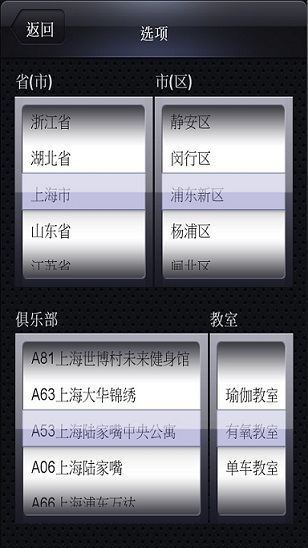 返回
选项
省(市)
市(区)
浙江省
湖北省
上海市
山东省
江苏省
静安区
闵行区
浦东新区
杨浦区
闸北区
俱乐部
教室
A81上海世博村未来健身馆
A63上海大华锦绣
A53上海陆家嘴中央公寓
A06上海陆家嘴
A66上海浦东万达
瑜伽教室
有氧教室
单车教室